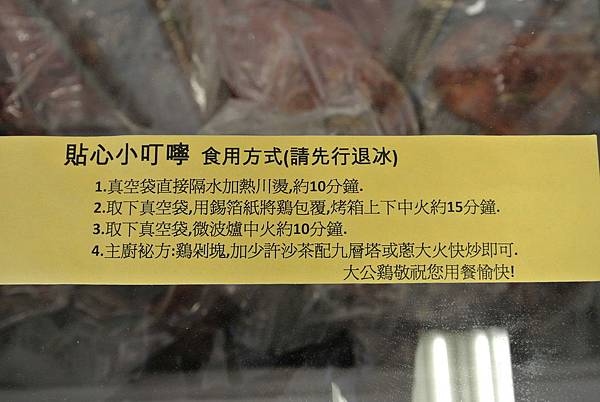 貼心小叮嚀 食用方式(請先行退冰)
1.真空袋直接隔水加熱川燙,約10分鐘.
2.取下真空袋,用錫箔紙將鷄包覆,烤箱上下中火約15分鐘.
3.取下真空袋,微波爐中火約10分鐘.
4.主廚袐方:鷄剁塊,加少許沙茶配九層塔或蔥大火快炒即可.
大公鷄敬祝您用餐愉快!